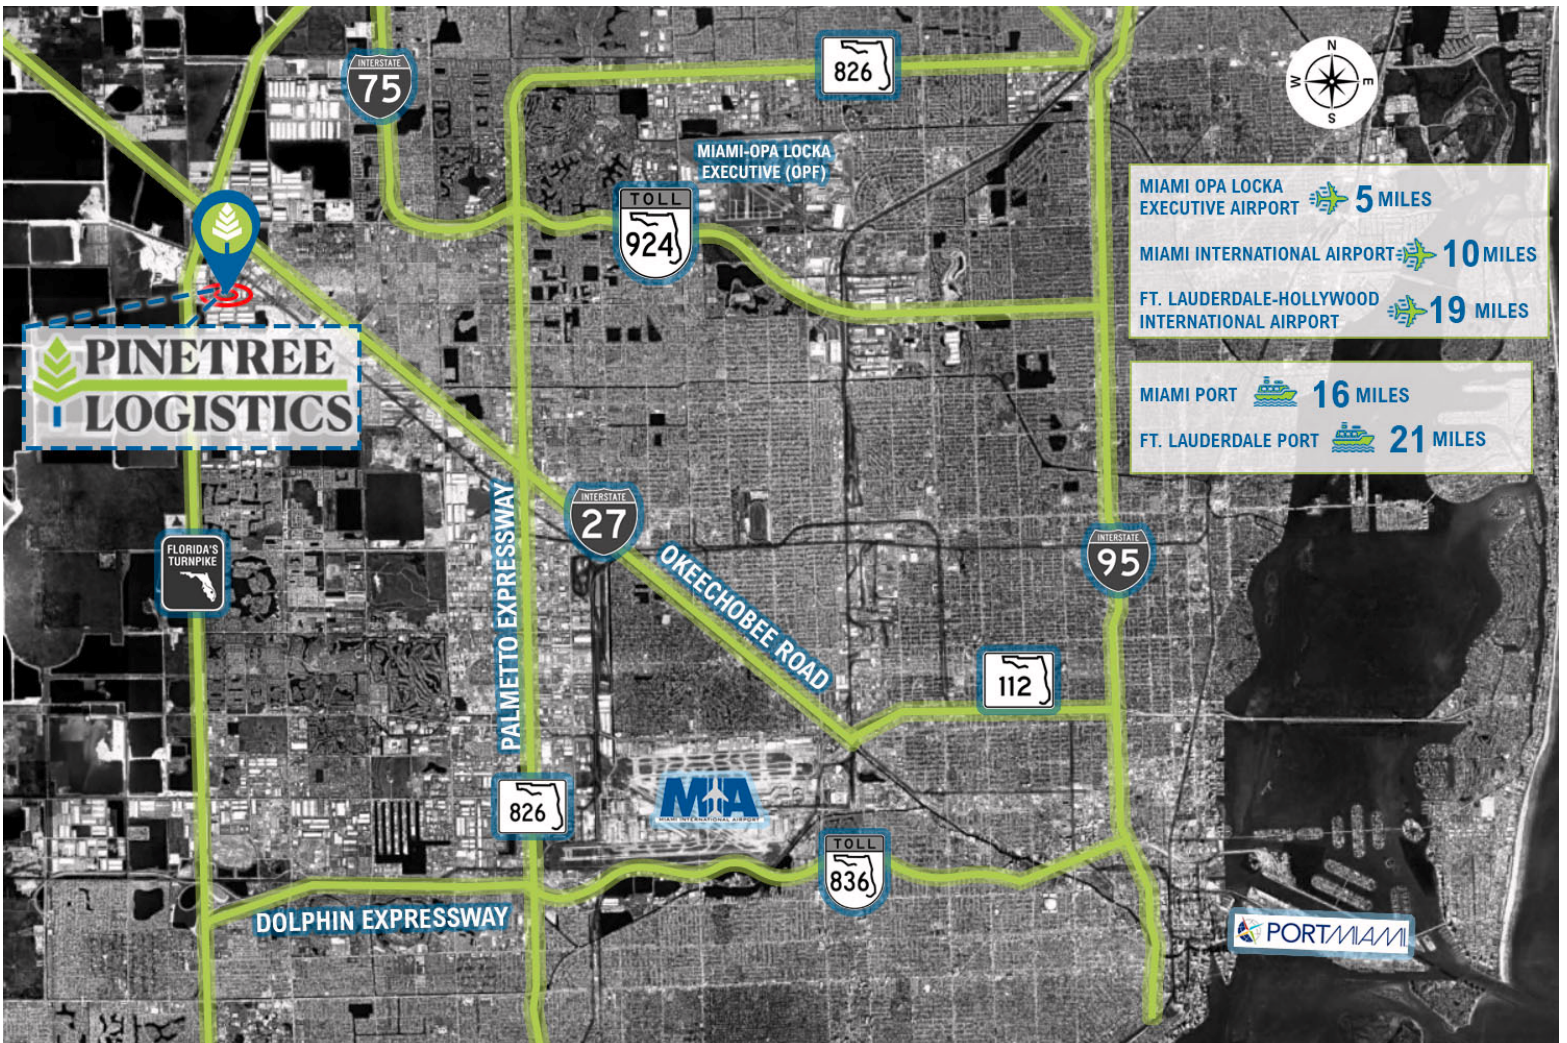 INTERSTATE
75
826
N
W
E
S
MIAMI-OPA LOCKA
EXECUTIVE (OPF)
TOLL
924
MIAMI OPA LOCKA
EXECUTIVE AIRPORT
5 MILES
MIAMI INTERNATIONAL AIRPORT
10 MILES
FT. LAUDERDALE-HOLLYWOOD
INTERNATIONAL AIRPORT
19 MILES
MIAMI PORT
16 MILES
FT. LAUDERDALE PORT
21 MILES
PINETREE
LOGISTICS
FLORIDA'S
TURNPIKE
PALMETTO EXPRESSWAY
INTERSTATE
27
OKEECHOBEE ROAD
INTERSTATE
95
112
826
MIA
MIAMI INTERNATIONAL AIRPORT
TOLL
836
DOLPHIN EXPRESSWAY
PORTMIAMI